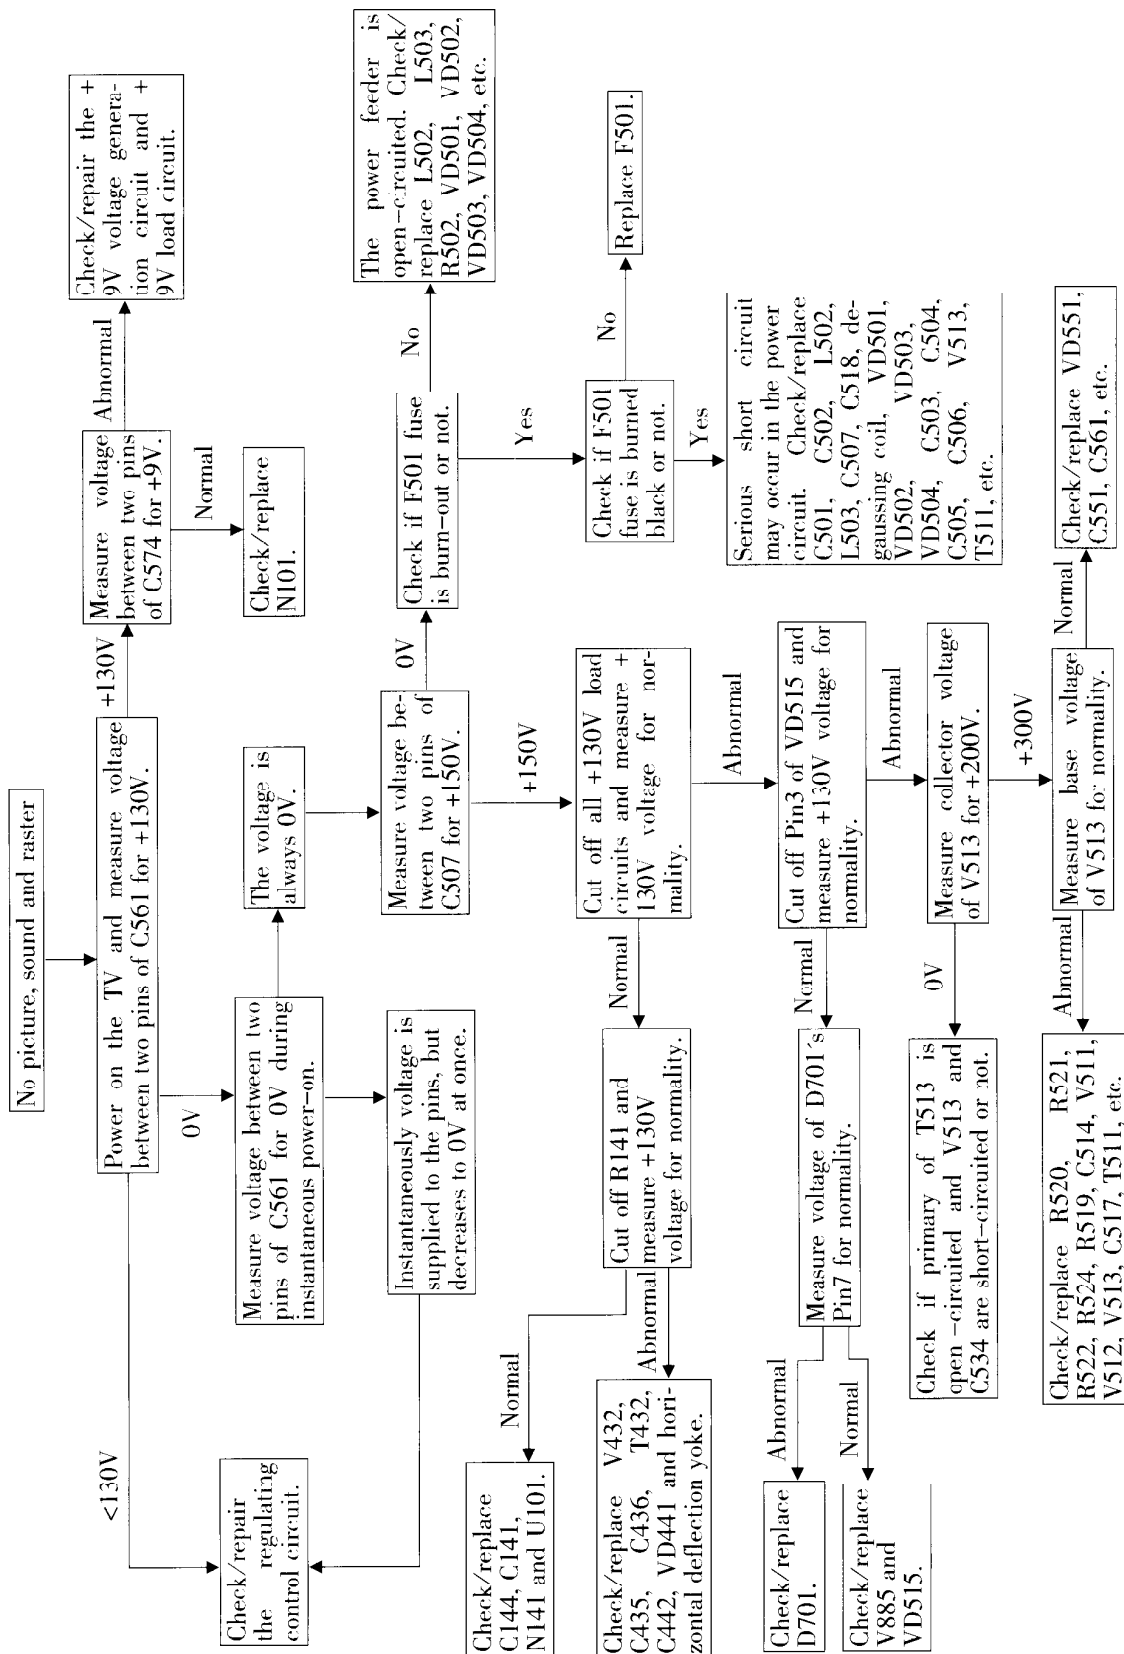 No picture, sound and raster
Power on the TV and measure voltage
between two pins of C561 for +130V.
<130V
0V
+130V
Measure voltage
between two pins
of C574 for +9V.
Abnormal
Check/repair the +
9V voltage genera-
tion circuit and +
9V load circuit.
Normal
Check/replace
N101.
Check/repair
the regulating
control circuit.
Measure voltage between two
pins of C561 for 0V during
instantaneous power-on.
The voltage is
always 0V.
Instantaneously voltage is
supplied to the pins, but
decreases to 0V at once.
Measure voltage be-
tween two pins of
C507 for +150V.
0V
Check if F501 fuse
is burn-out or not.
No
The power feeder is
open-circuited. Check/
replace L502, L503,
R502, VD501, VD502,
VD503, VD504, etc.
Yes
Check if F501
fuse is burned
black or not.
No
Replace F501.
Yes
Serious short circuit
may occur in the power
circuit. Check/replace
C501, C502, L502,
L503, C507, C518, de-
gaussing coil, VD501,
VD502, VD503,
VD504, C503, C504,
C505, C506, V513,
T511, etc.
+150V
Cut off all +130V load
circuits and measure +
130V voltage for nor-
mality.
Normal
Cut off R141 and
measure +130V
voltage for normality.
Normal
Check/replace
C144, C141,
N141 and U101.
Abnormal
Check/replace V432,
C435, C436, T432,
C442, VD441 and hori-
zontal deflection yoke.
Abnormal
Cut off Pin3 of VD515 and
measure +130V voltage for
normality.
Normal
Measure voltage of D701´s
Pin7 for normality.
Abnormal
Check/replace
D701.
Normal
Check/replace
V885 and
VD515.
Abnormal
Measure collector voltage
of V513 for +200V.
0V
Check if primary of T513 is
open -circuited and V513 and
C534 are short-circuited or not.
+300V
Measure base voltage
of V513 for normality.
Abnormal
Check/replace R520, R521,
R522, R524, R519, C514, V511,
V512, V513, C517, T511, etc.
Normal
Check/replace VD551,
C551, C561, etc.